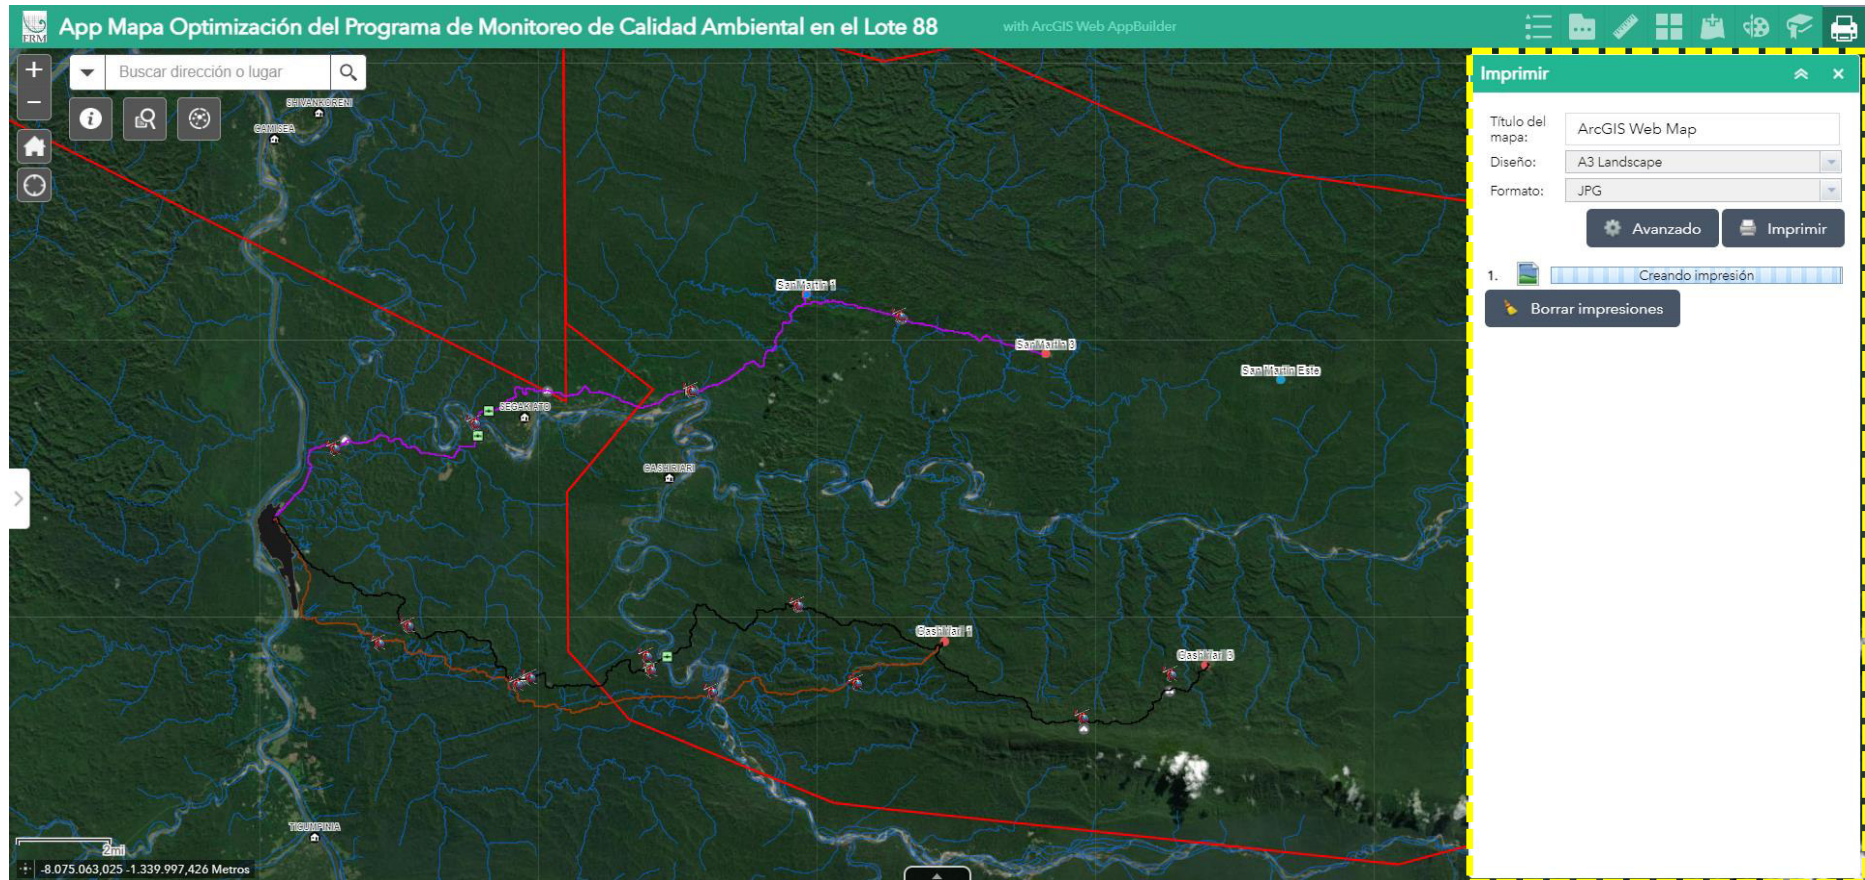 ERM
App Mapa Optimización del Programa de Monitoreo de Calidad Ambiental en el Lote 88
with ArcGIS Web AppBuilder
+
−
Buscar dirección o lugar
SHIVANKORENI
CAMISEA
San Martin 1
San Martin 3
San Martin Este
SEGAKIATO
CASHIRIARI
Cashiriari 1
Cashiriari 3
TICUMPINIA
2mi
-8.075.063,025 -1.339.997,426 Metros
Imprimir
Título del
mapa:
ArcGIS Web Map
Diseño:
A3 Landscape
Formato:
JPG
Avanzado
Imprimir
1.
Creando impresión
Borrar impresiones